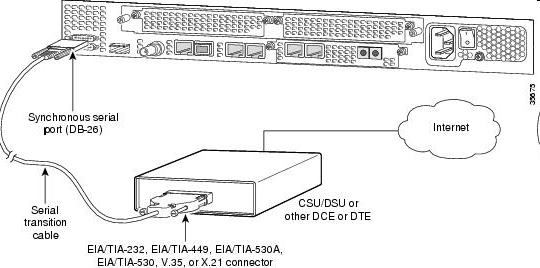 Synchronous serial
port (DB-26)
35675
Internet
Serial
transition
cable
CSU/DSU or
other DCE or DTE
EIA/TIA-232, EIA/TIA-449, EIA/TIA-530A,
EIA/TIA-530, V.35, or X.21 connector